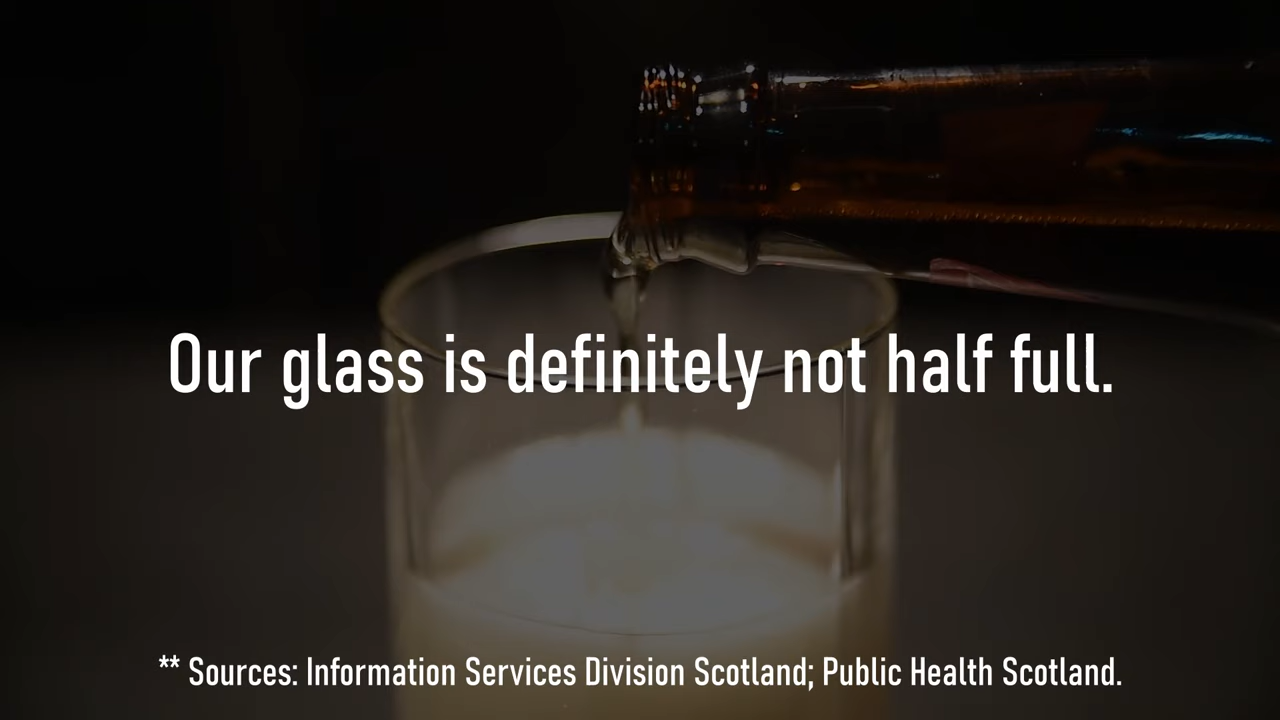 Our glass is definitely not half full.
** Sources: Information Services Division Scotland; Public Health Scotland.